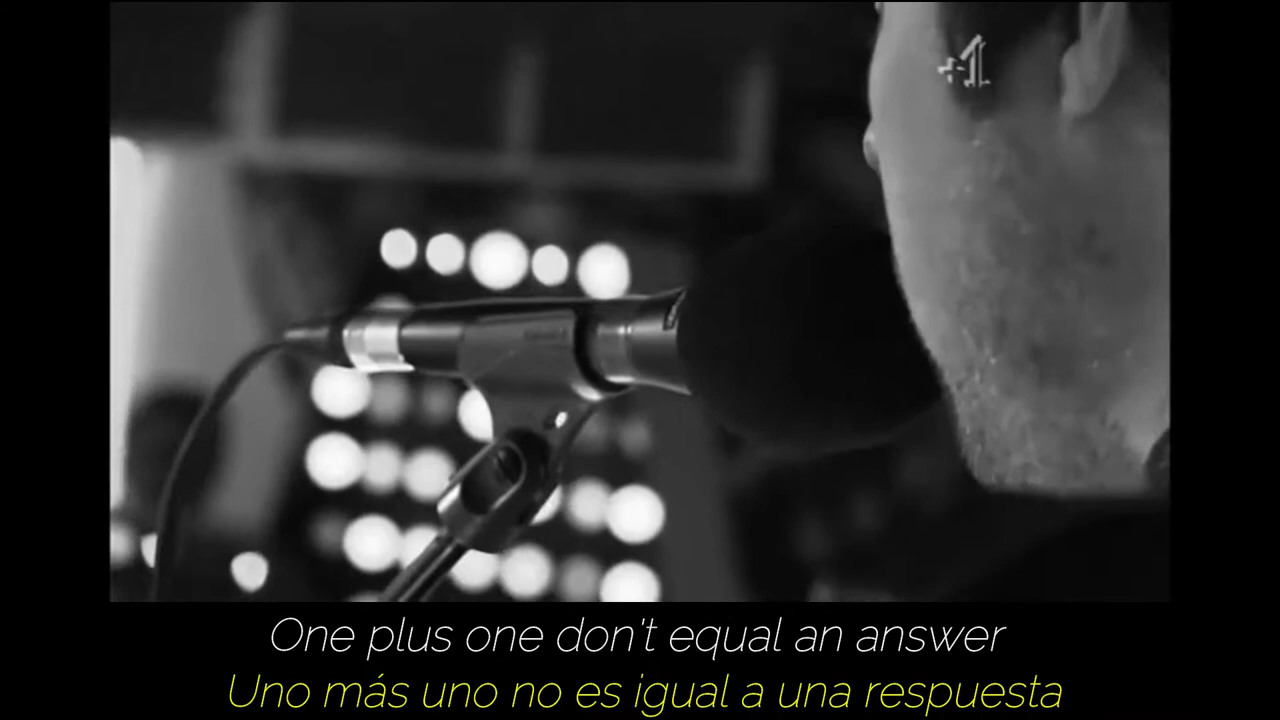 One plus one don't equal an answer
Uno más uno no es igual a una respuesta